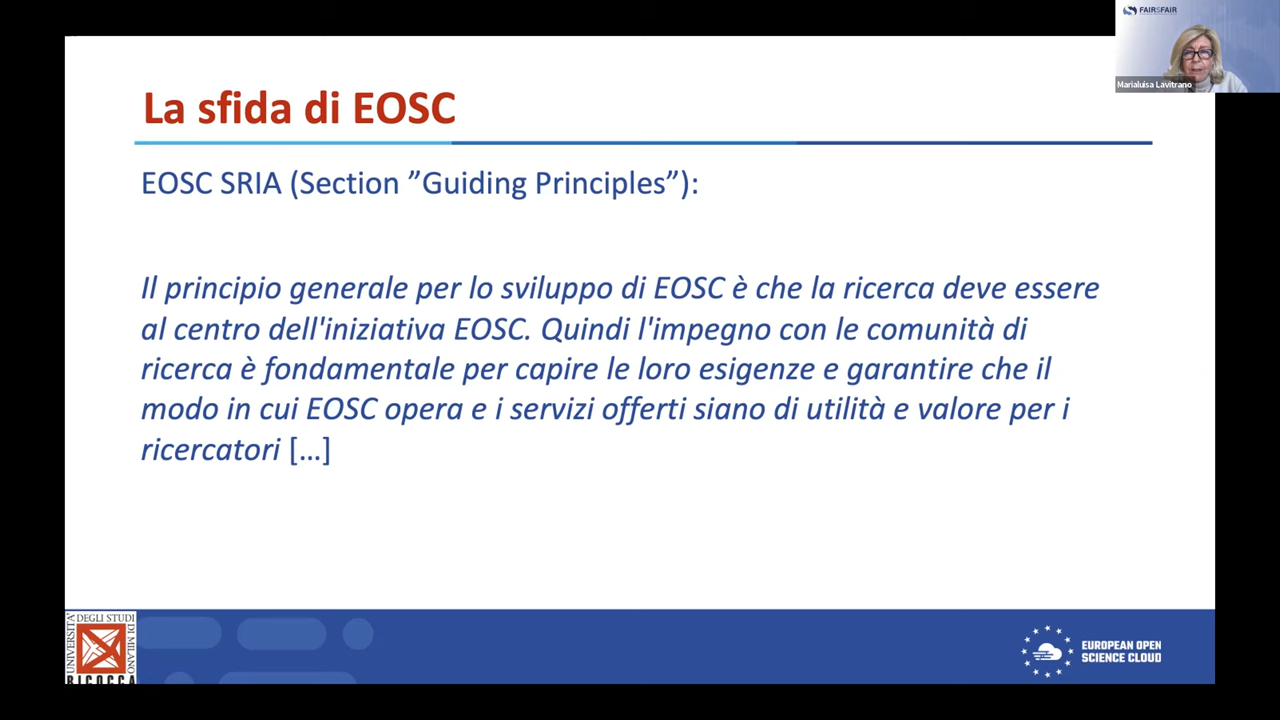 FAIRSFAIR
Marialuisa Lavitrano
La sfida di EOSC
EOSC SRIA (Section ”Guiding Principles”):
Il principio generale per lo sviluppo di EOSC è che la ricerca deve essere
al centro dell'iniziativa EOSC. Quindi l'impegno con le comunità di
ricerca è fondamentale per capire le loro esigenze e garantire che il
modo in cui EOSC opera e i servizi offerti siano di utilità e valore per i
ricercatori […]
UNIVERSITA'
DEGLI STUDI
DI MILANO
BICOCCA
EUROPEAN OPEN
SCIENCE CLOUD